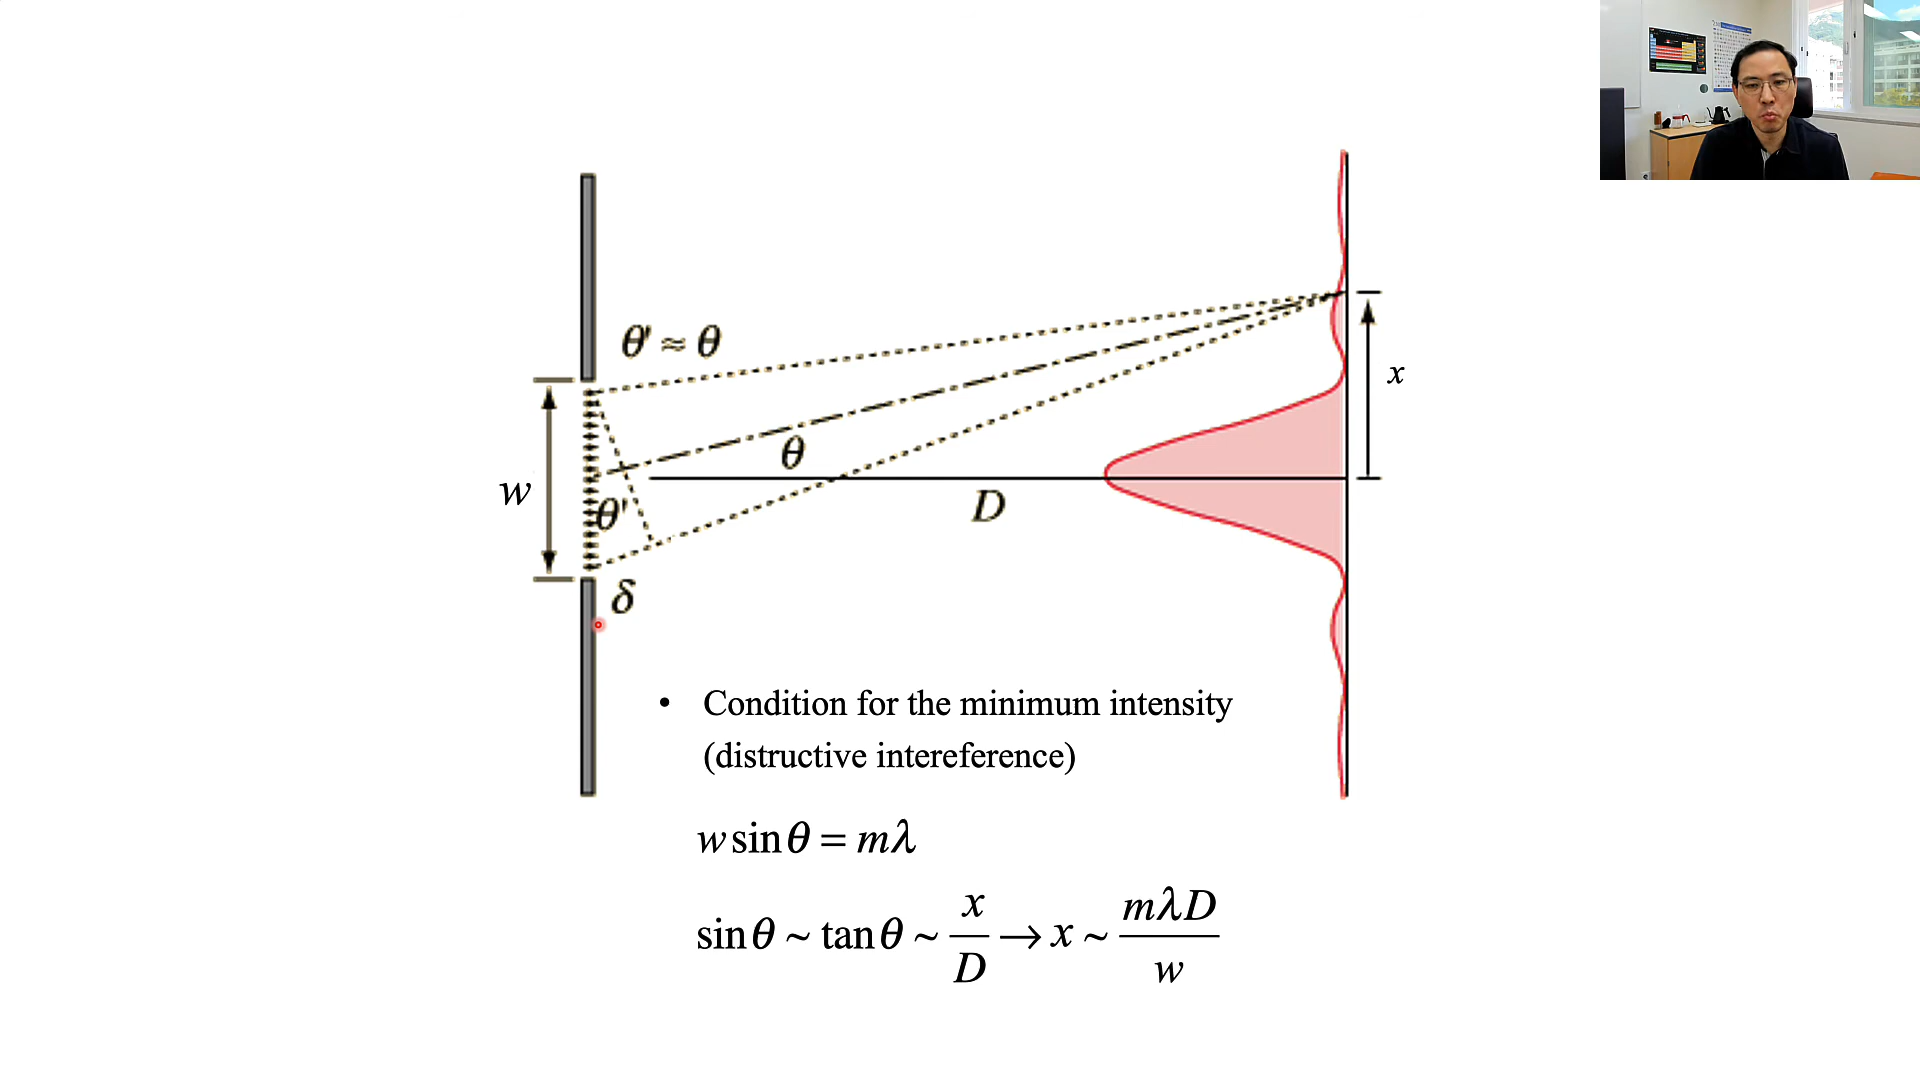 θ' ≈ θ
θ
x
w
θ'
D
δ
• Condition for the minimum intensity
(distructive intereference)
w sin θ = mλ
sin θ ~ tan θ ~ x/D → x ~ mλD/w